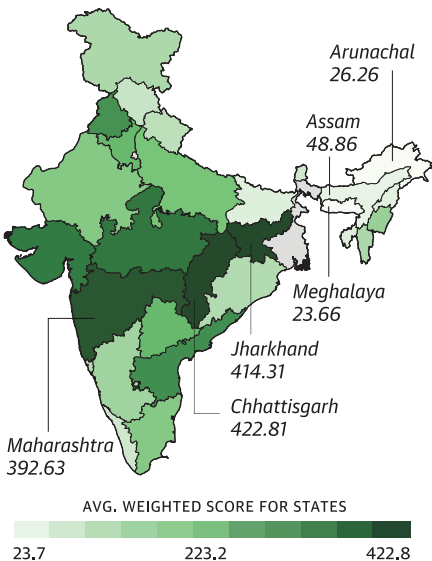 Arunachal
26.26
Assam
48.86
Meghalaya
23.66
Jharkhand
414.31
Chhattisgarh
422.81
Maharashtra
392.63
AVG. WEIGHTED SCORE FOR STATES
23.7 223.2 422.8